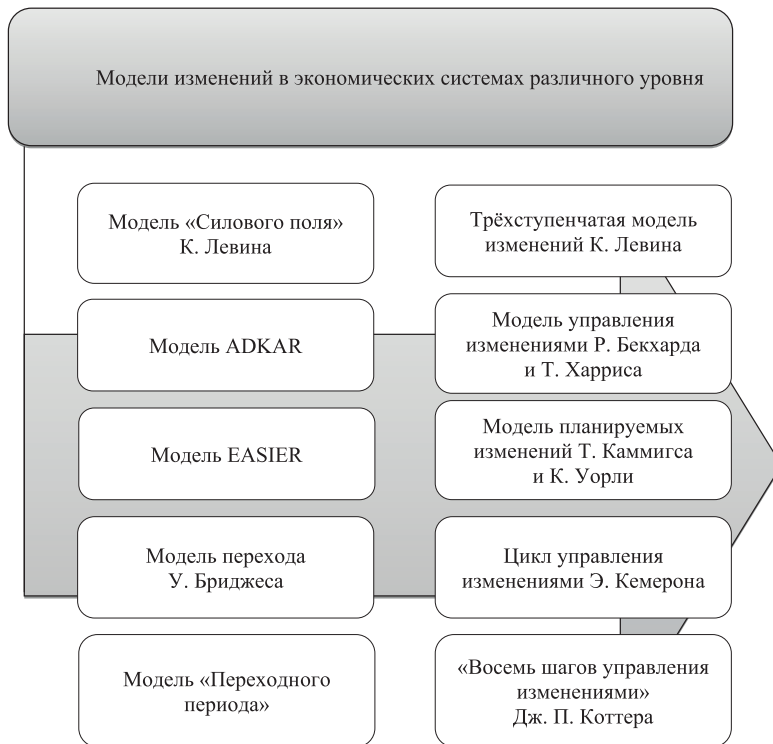 Модели изменений в экономических системах различного уровня
Модель «Силового поля»
К. Левина
Трёхступенчатая модель
изменений К. Левина
Модель ADKAR
Модель управления
изменениями Р. Бекхарда
и Т. Харриса
Модель EASIER
Модель планируемых
изменений Т. Каммигса
и К. Уорли
Модель перехода
У. Бриджеса
Цикл управления
изменениями Э. Кемерона
Модель «Переходного
периода»
«Восемь шагов управления
изменениями»
Дж. П. Коттера